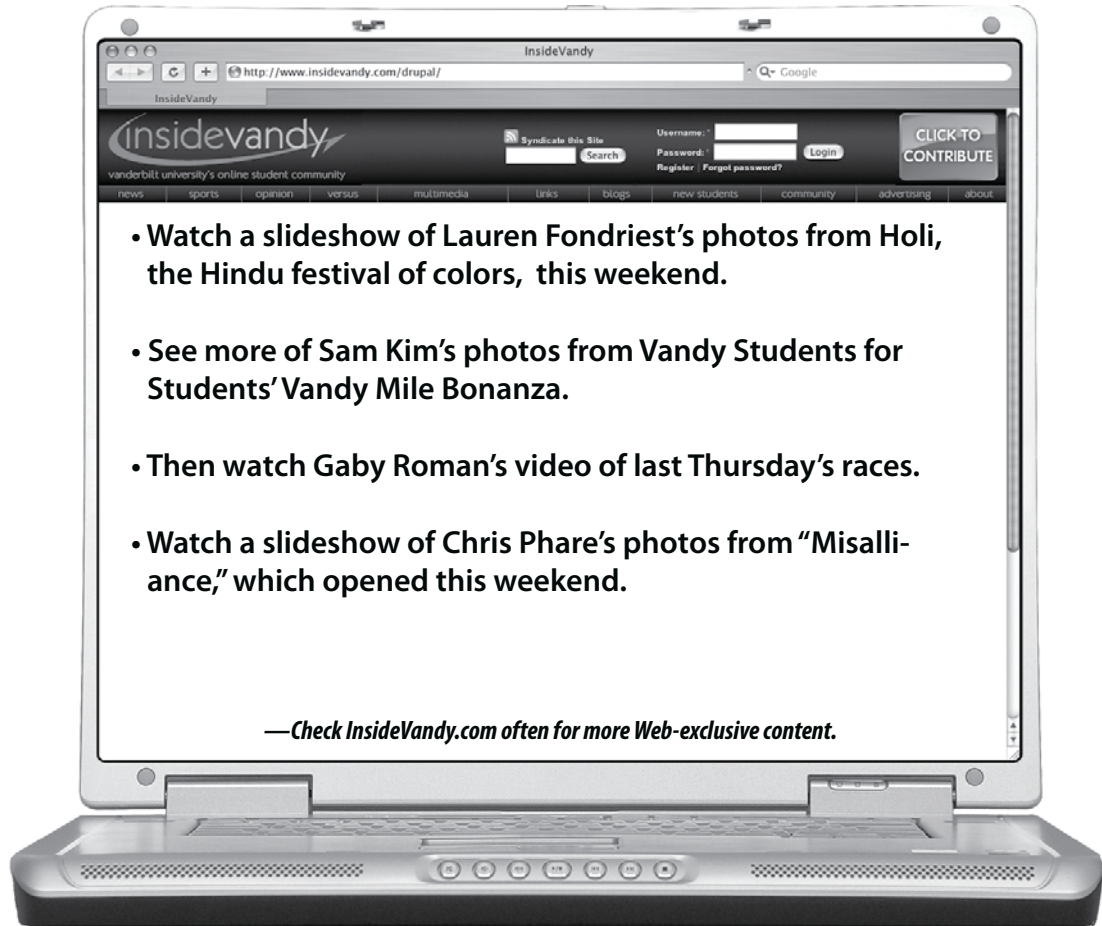 InsideVandy
http://www.insidevandy.com/drupal/
Google
InsideVandy
insidevandy
vanderbilt university's online student community
Syndicate this Site
Search
Username: *
Password: *
Login
Register | Forgot password?
CLICK TO
CONTRIBUTE
news sports opinion versus multimedia links blogs new students community advertising about
• Watch a slideshow of Lauren Fondriest's photos from Holi,
the Hindu festival of colors, this weekend.
• See more of Sam Kim's photos from Vandy Students for
Students' Vandy Mile Bonanza.
• Then watch Gaby Roman's video of last Thursday's races.
• Watch a slideshow of Chris Phare's photos from “Misalli-
ance,” which opened this weekend.
—Check InsideVandy.com often for more Web-exclusive content.